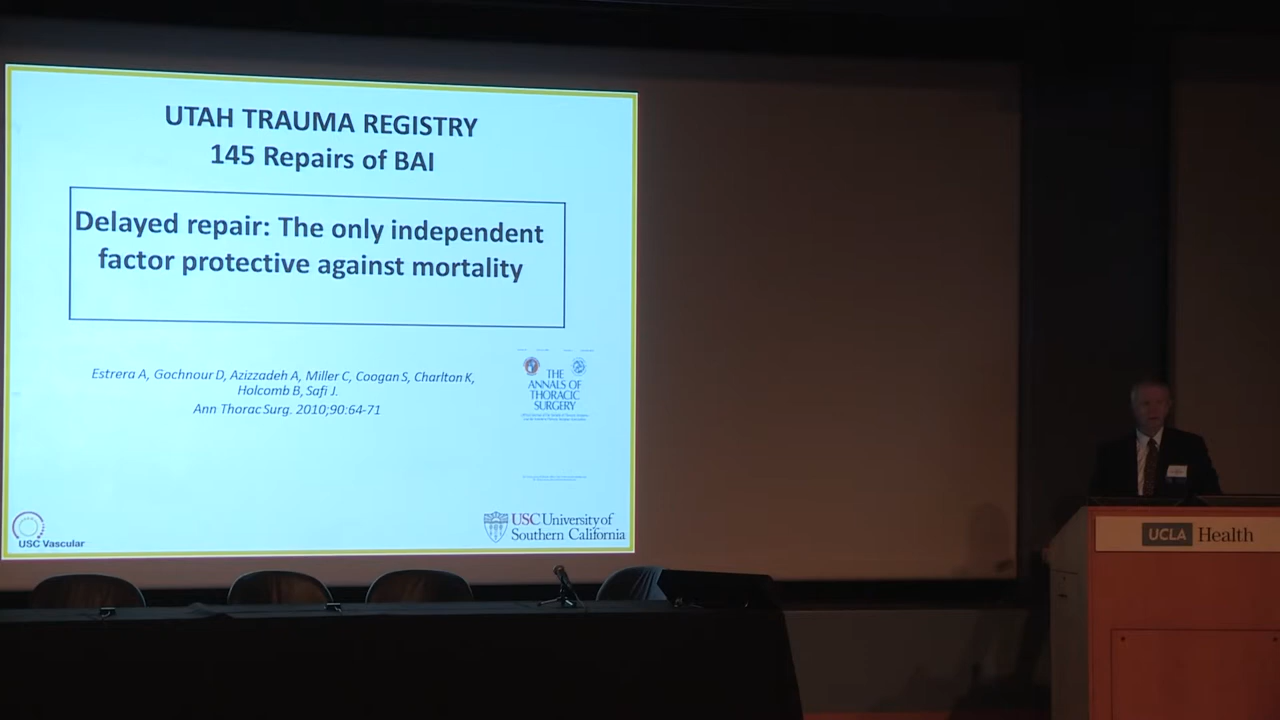 UTAH TRAUMA REGISTRY
145 Repairs of BAI
Delayed repair: The only independent
factor protective against mortality
Estrera A, Gochnour D, Azizzadeh A, Miller C, Coogan S, Charlton K,
Holcomb B, Safi J.
Ann Thorac Surg. 2010;90:64-71
THE
ANNALS OF
THORACIC
SURGERY
USC Vascular
USC University of
Southern California
UCLA Health